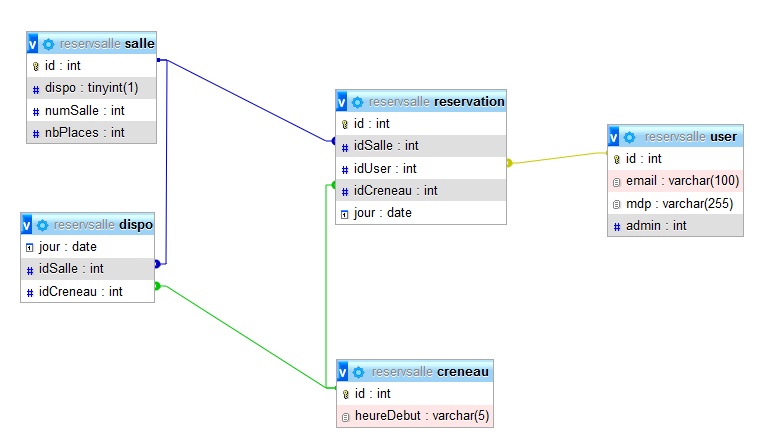 v reservsalle salle
id : int
# dispo : tinyint(1)
# numSalle : int
# nbPlaces : int
v reservsalle reservation
id : int
# idSalle : int
# idUser : int
# idCreneau : int
jour : date
v reservsalle user
id : int
email : varchar(100)
mdp : varchar(255)
# admin : int
v reservsalle dispo
jour : date
# idSalle : int
# idCreneau : int
v reservsalle creneau
id : int
heureDebut : varchar(5)